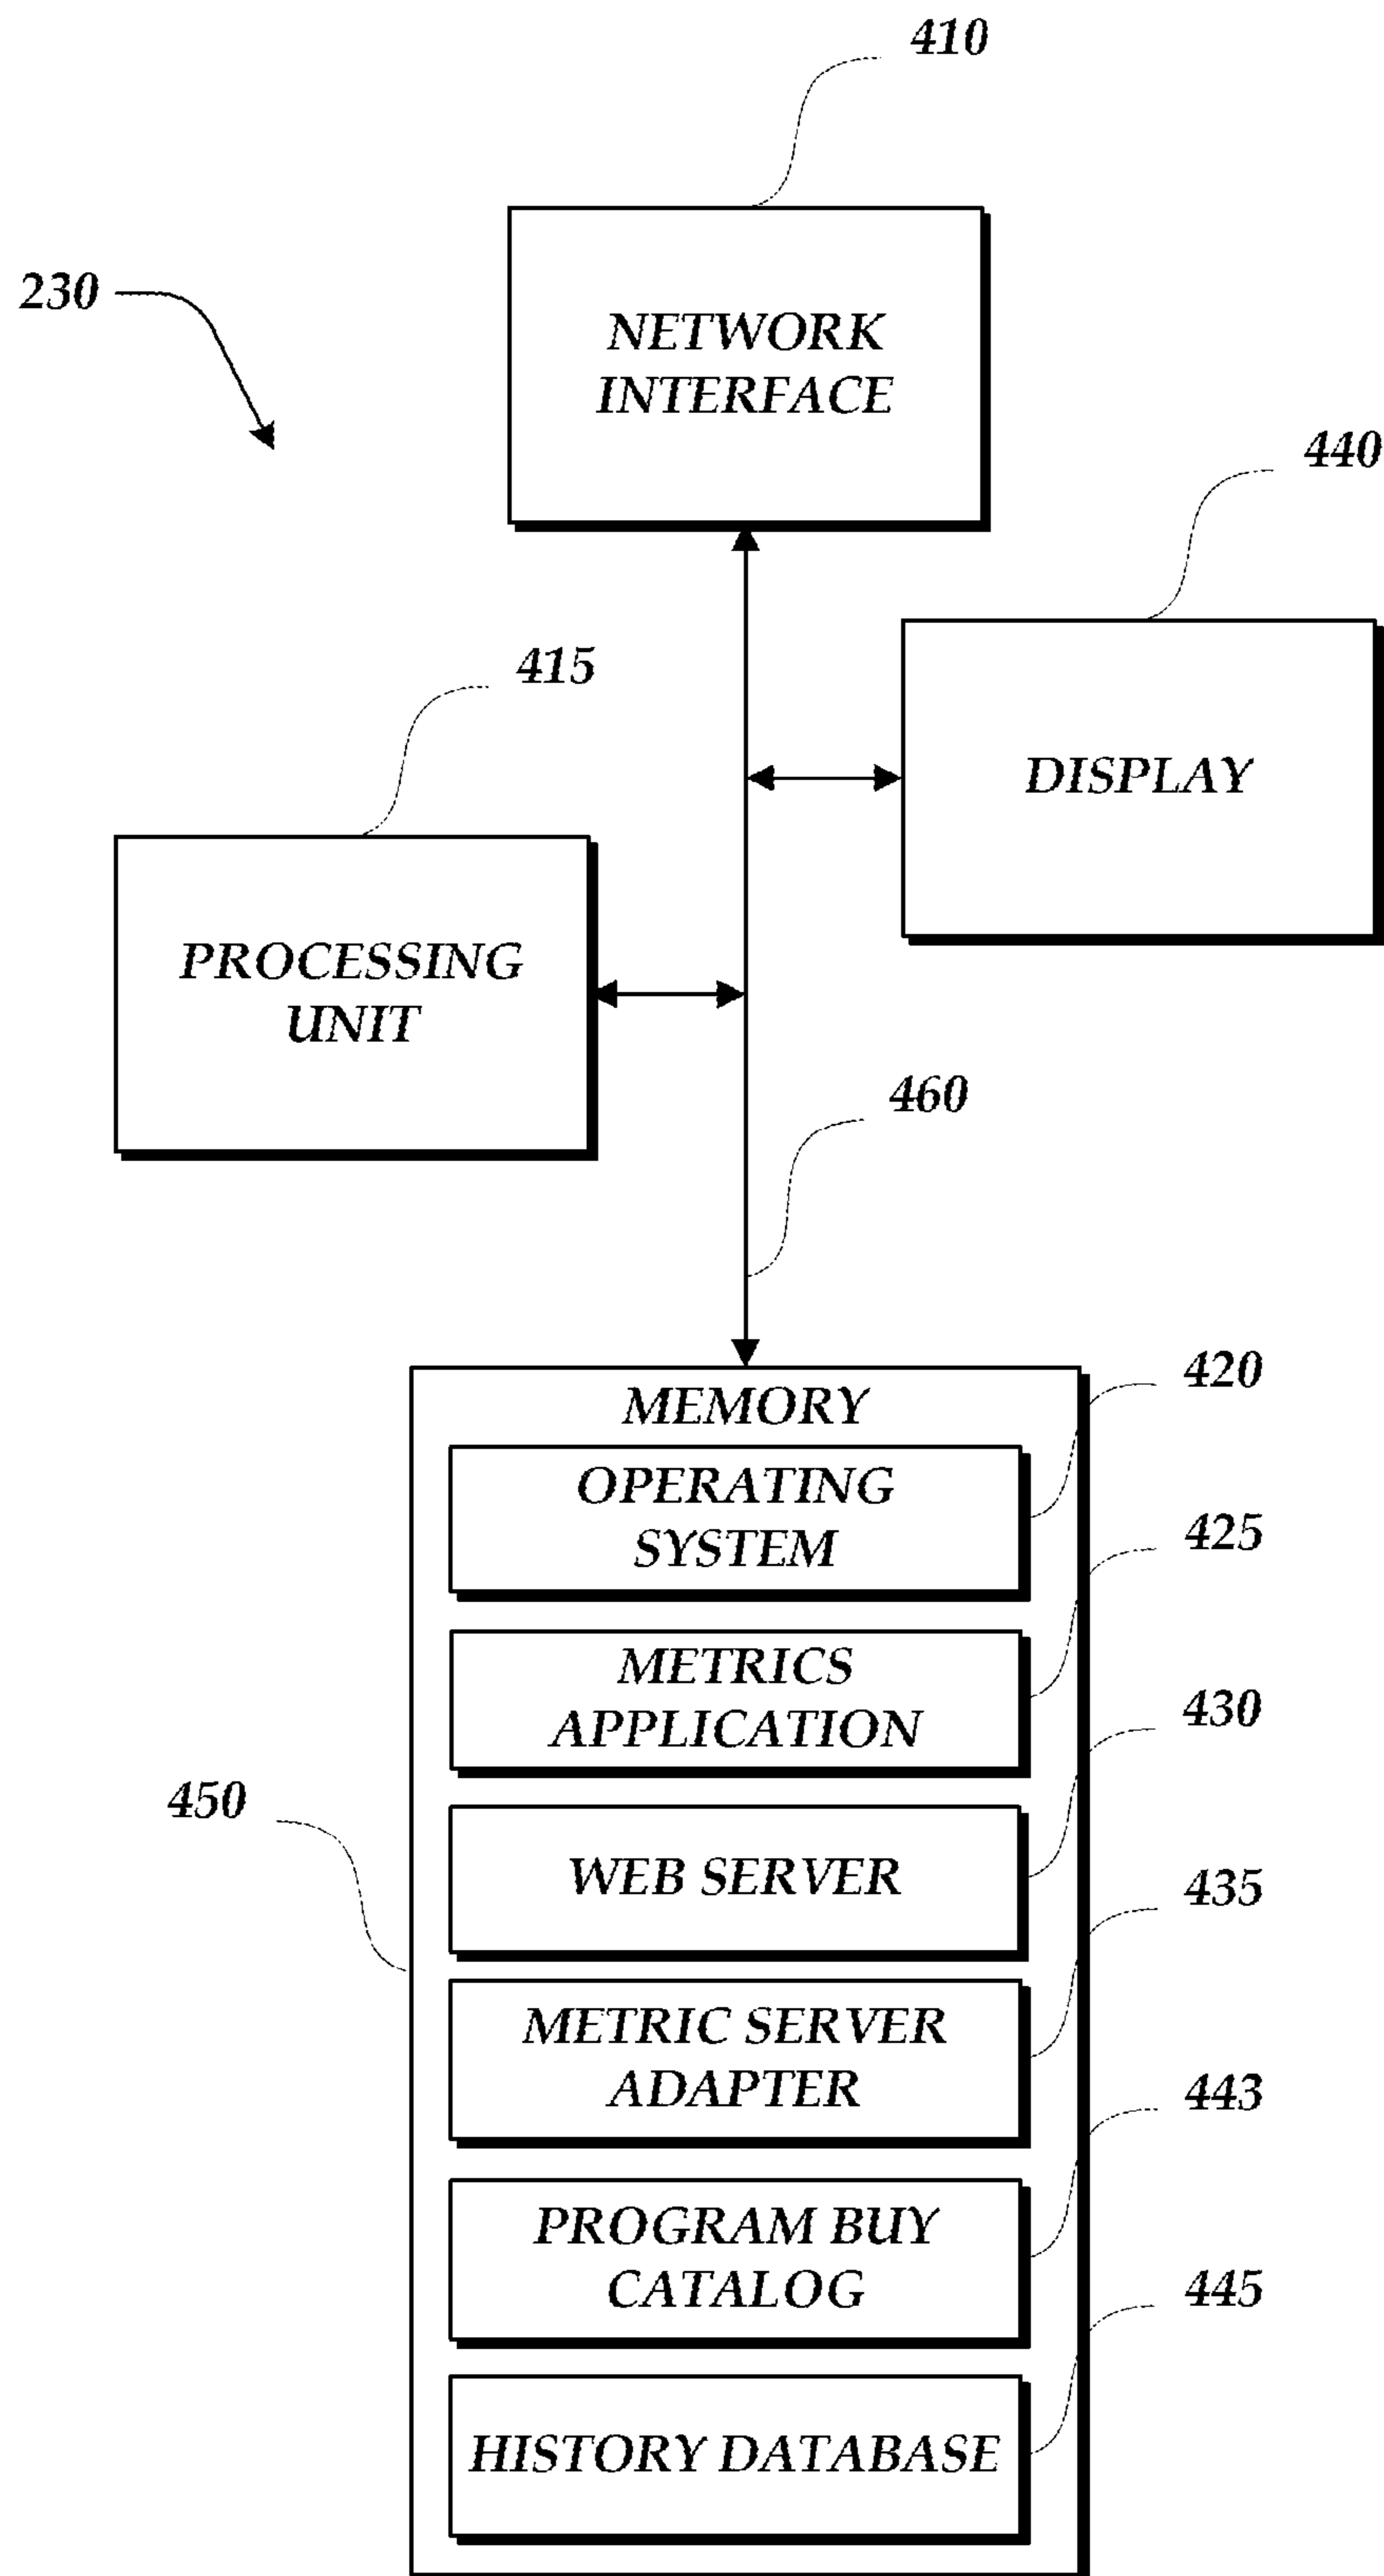 410
230
NETWORK
INTERFACE
440
415
DISPLAY
PROCESSING
UNIT
460
420
MEMORY
OPERATING
SYSTEM
425
METRICS
APPLICATION
430
450
WEB SERVER
435
METRIC SERVER
ADAPTER
443
PROGRAM BUY
CATALOG
445
HISTORY DATABASE